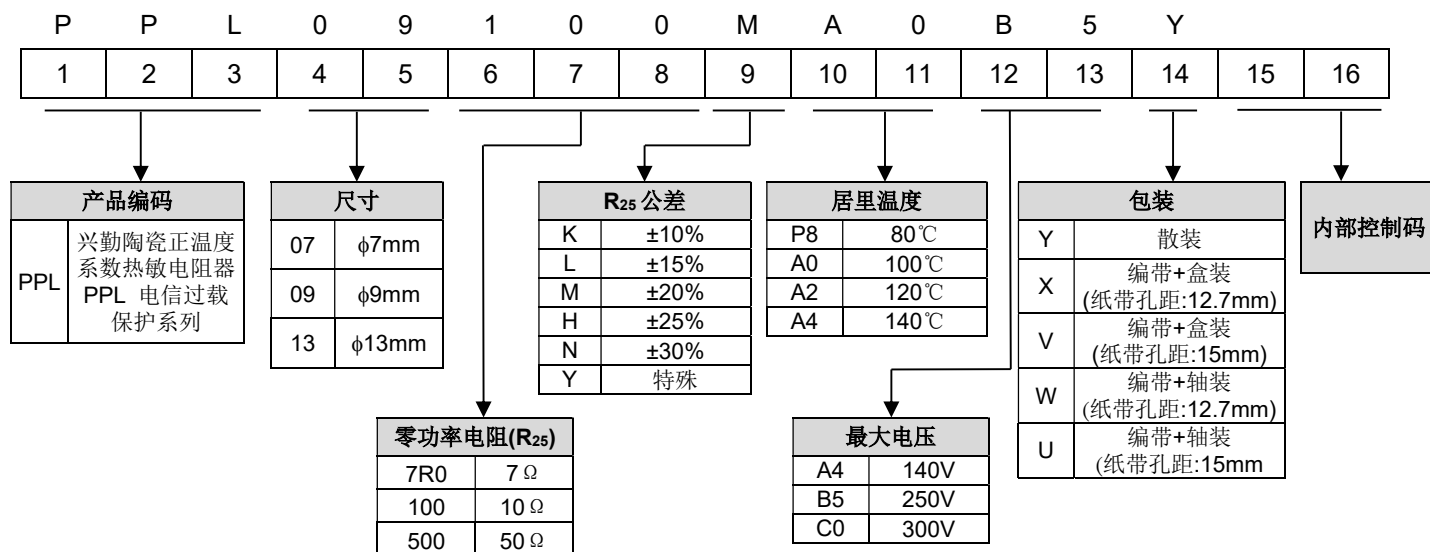 P P L 0 9 1 0 0 M A 0 B 5 Y
1 2 3 4 5 6 7 8 9 10 11 12 13 14 15 16
产品编码
PPL
兴勤陶瓷正温度
系数热敏电阻器
PPL 电信过载
保护系列
尺寸
07 ϕ7mm
09 ϕ9mm
13 ϕ13mm
零功率电阻(R25)
7R0 7Ω
100 10Ω
500 50Ω
R25公差
K ±10%
L ±15%
M ±20%
H ±25%
N ±30%
Y 特殊
居里温度
P8 80℃
A0 100℃
A2 120℃
A4 140℃
最大电压
A4 140V
B5 250V
C0 300V
包装
Y 散装
X 编带+盒装
(纸带孔距:12.7mm)
V 编带+盒装
(纸带孔距:15mm)
W 编带+轴装
(纸带孔距:12.7mm)
U 编带+轴装
(纸带孔距:15mm
内部控制码